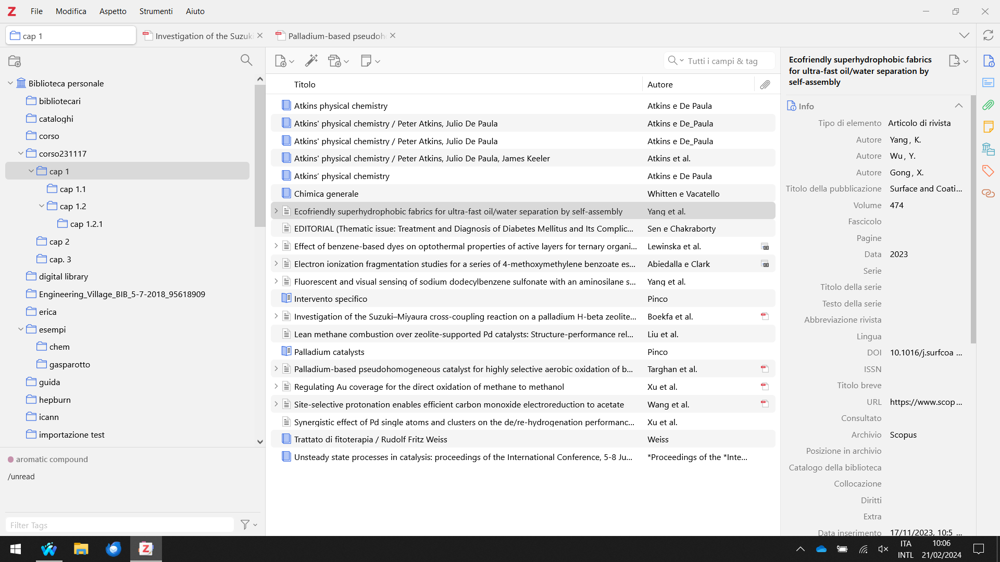 File Modifica Aspetto Strumenti Aiuto
cap 1
Investigation of the Suzuki
Palladium-based pseudoh
Tutti i campi & tag
Biblioteca personale
bibliotecari
cataloghi
corso
corso231117
cap 1
cap 1.1
cap 1.2
cap 1.2.1
cap 2
cap. 3
digital library
Engineering_Village_BIB_5-7-2018_95618909
erica
esempi
chem
gasparotto
guida
hepburn
icann
importazione test
aromatic compound
/unread
Filter Tags
Titolo Autore
Atkins physical chemistry Atkins e De Paula
Atkins' physical chemistry / Peter Atkins, Julio De Paula Atkins e De_Paula
Atkins' physical chemistry / Peter Atkins, Julio De Paula Atkins e De_Paula
Atkins' physical chemistry / Peter Atkins, Julio De Paula, James Keeler Atkins et al.
Atkins’ physical chemistry Atkins e De Paula
Chimica generale Whitten e Vacatello
Ecofriendly superhydrophobic fabrics for ultra-fast oil/water separation by self-assembly Yang et al.
EDITORIAL (Thematic issue: Treatment and Diagnosis of Diabetes Mellitus and Its Complic... Sen e Chakraborty
Effect of benzene-based dyes on optothermal properties of active layers for ternary organi... Lewinska et al.
Electron ionization fragmentation studies for a series of 4-methoxymethylene benzoate es... Abiedalla e Clark
Fluorescent and visual sensing of sodium dodecylbenzene sulfonate with an aminosilane s... Yang et al.
Intervento specifico Pinco
Investigation of the Suzuki–Miyaura cross-coupling reaction on a palladium H-beta zeolite... Boekfa et al.
Lean methane combustion over zeolite-supported Pd catalysts: Structure-performance rel... Liu et al.
Palladium catalysts Pinco
Palladium-based pseudohomogeneous catalyst for highly selective aerobic oxidation of b... Targhan et al.
Regulating Au coverage for the direct oxidation of methane to methanol Xu et al.
Site-selective protonation enables efficient carbon monoxide electroreduction to acetate Wang et al.
Synergistic effect of Pd single atoms and clusters on the de/re-hydrogenation performanc... Xu et al.
Trattato di fitoterapia / Rudolf Fritz Weiss Weiss
Unsteady state processes in catalysis: proceedings of the International Conference, 5-8 Ju... *Proceedings of the *Inte...
Ecofriendly superhydrophobic fabrics
for ultra-fast oil/water separation by
self-assembly
Info
Tipo di elemento Articolo di rivista
Autore Yang, K.
Autore Wu, Y.
Autore Gong, X.
Titolo della pubblicazione Surface and Coati...
Volume 474
Fascicolo
Pagine
Data 2023
Serie
Titolo della serie
Testo della serie
Abbreviazione rivista
Lingua
DOI 10.1016/j.surfcoa ...
ISSN
Titolo breve
URL https://www.scop...
Consultato
Archivio Scopus
Posizione in archivio
Catalogo della biblioteca
Collocazione
Diritti
Extra
Data inserimento 17/11/2023, 10:5 ...
ITA
INTL
10:06
21/02/2024